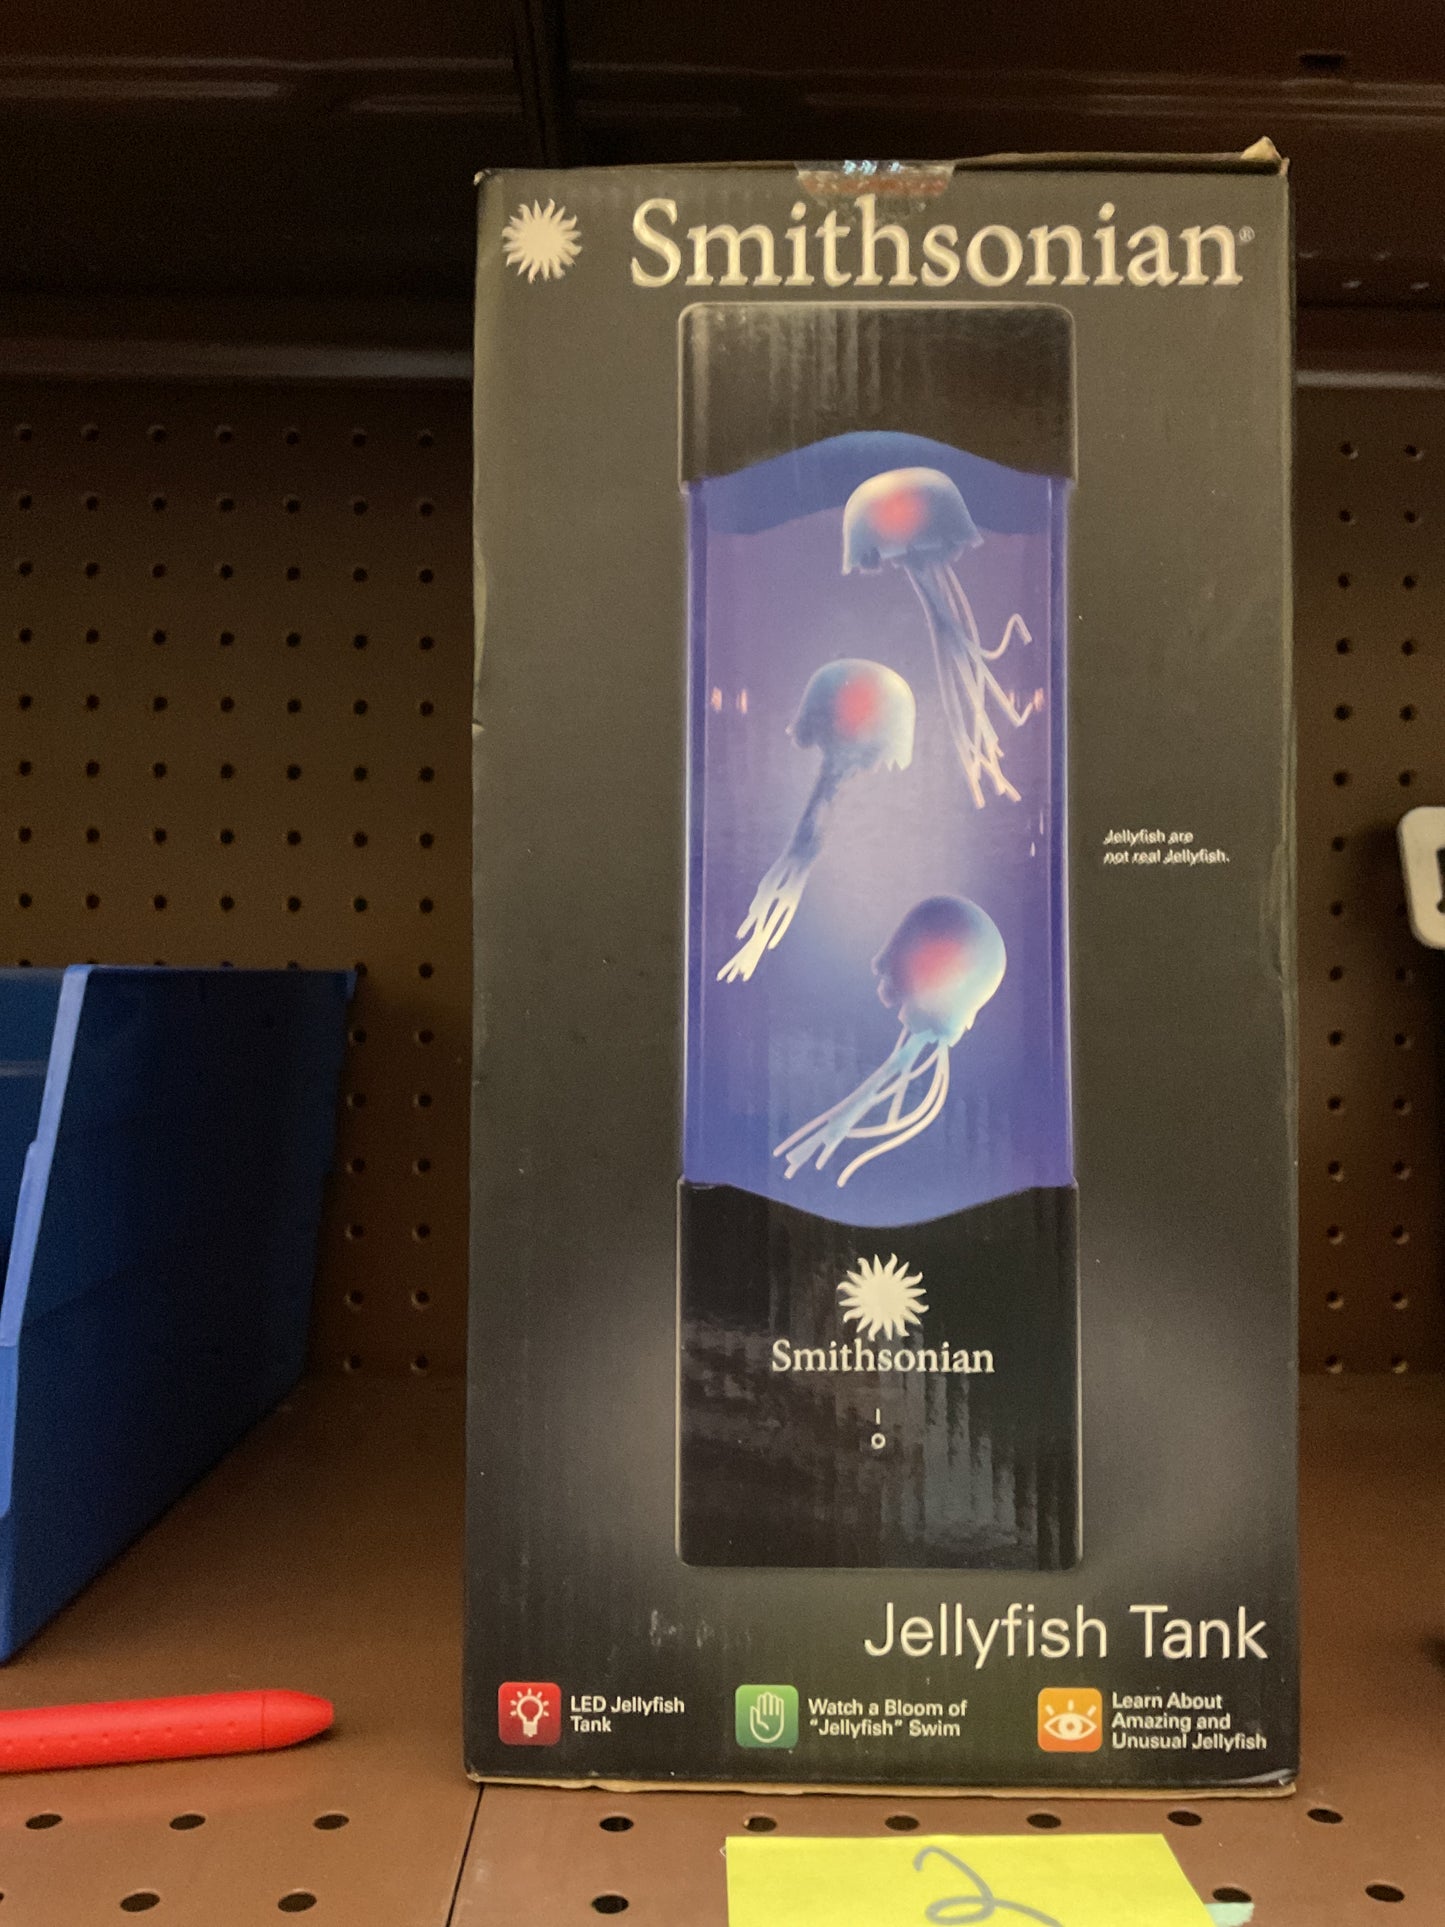 Smithsonian®
Jellyfish are
not real Jellyfish.
Smithsonian
Jellyfish Tank
LED Jellyfish
Tank
Watch a Bloom of
"Jellyfish" Swim
Learn About
Amazing and
Unusual Jellyfish
2